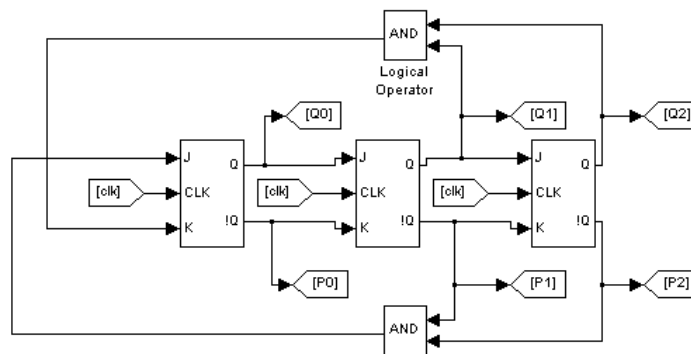 AND
Logical
Operator
[Q0]
[Q1]
[Q2]
J
Q
J
Q
J
Q
[clk]
CLK
[clk]
CLK
[clk]
CLK
K
!Q
K
!Q
K
!Q
[P0]
[P1]
[P2]
AND